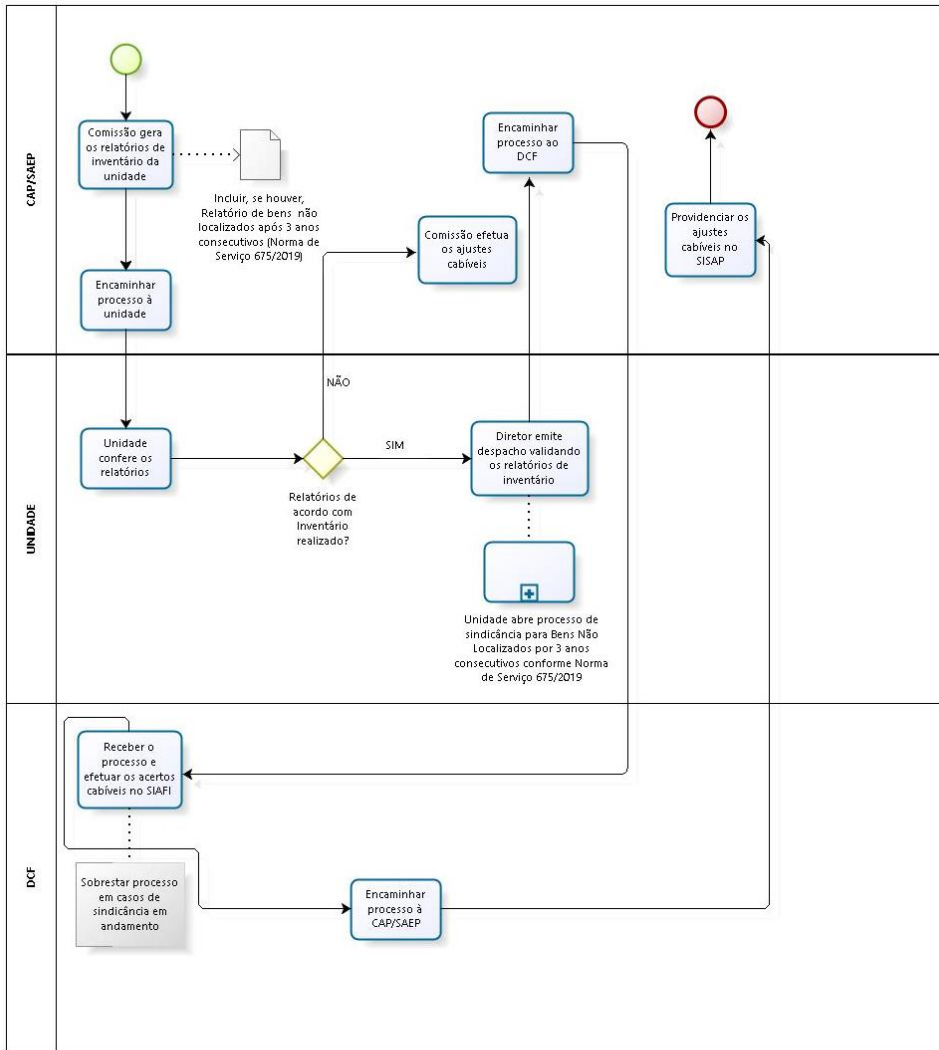 CAP/SAEP
Comissão gera
os relatórios de
inventário da
unidade
Incluir, se houver,
Relatório de bens não
localizados após 3 anos
consecutivos (Norma de
Serviço 675/2019)
Encaminhar
processo à
unidade
Comissão efetua
os ajustes
cabíveis
Encaminhar
processo ao
DCF
Providenciar os
ajustes
cabíveis no
SISAP
UNIDADE
Unidade
confere os
relatórios
NÃO
SIM
Relatórios de
acordo com
Inventário
realizado?
Diretor emite
despacho validando
os relatórios de
inventário
Unidade abre processo de
sindicância para Bens Não
Localizados por 3 anos
consecutivos conforme Norma
de Serviço 675/2019
DCF
Receber o
processo e
efetuar os acertos
cabíveis no SIAFI
Sobrestar processo
em casos de
sindicância em
andamento
Encaminhar
processo à
CAP/SAEP